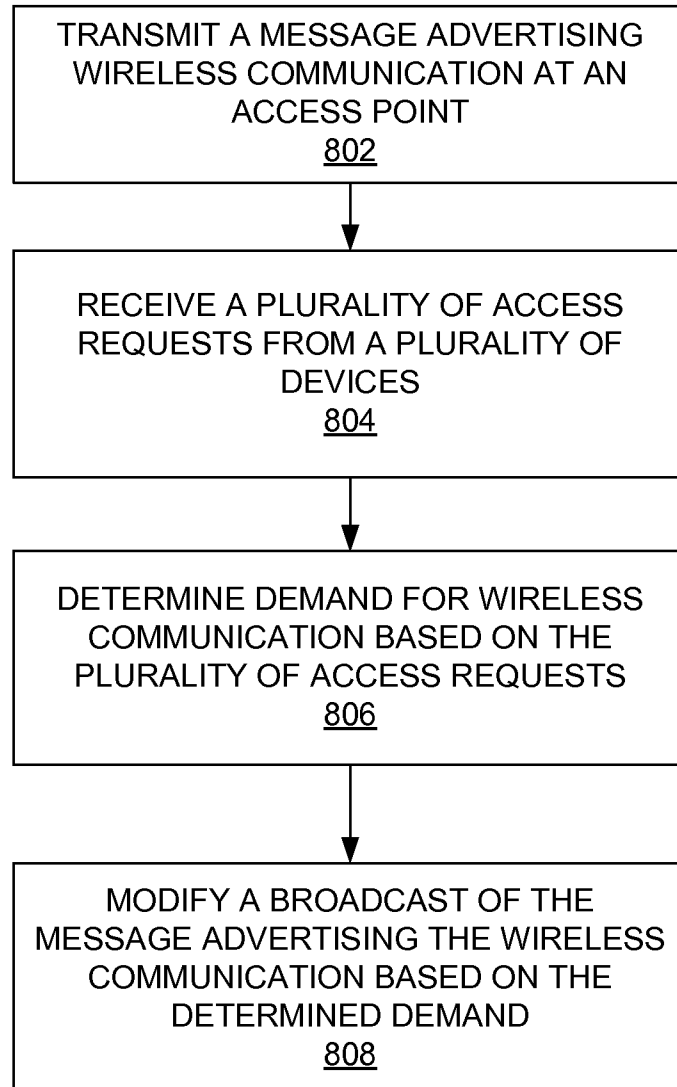 TRANSMIT A MESSAGE ADVERTISING
WIRELESS COMMUNICATION AT AN
ACCESS POINT
802
RECEIVE A PLURALITY OF ACCESS
REQUESTS FROM A PLURALITY OF
DEVICES
804
DETERMINE DEMAND FOR WIRELESS
COMMUNICATION BASED ON THE
PLURALITY OF ACCESS REQUESTS
806
MODIFY A BROADCAST OF THE
MESSAGE ADVERTISING THE WIRELESS
COMMUNICATION BASED ON THE
DETERMINED DEMAND
808